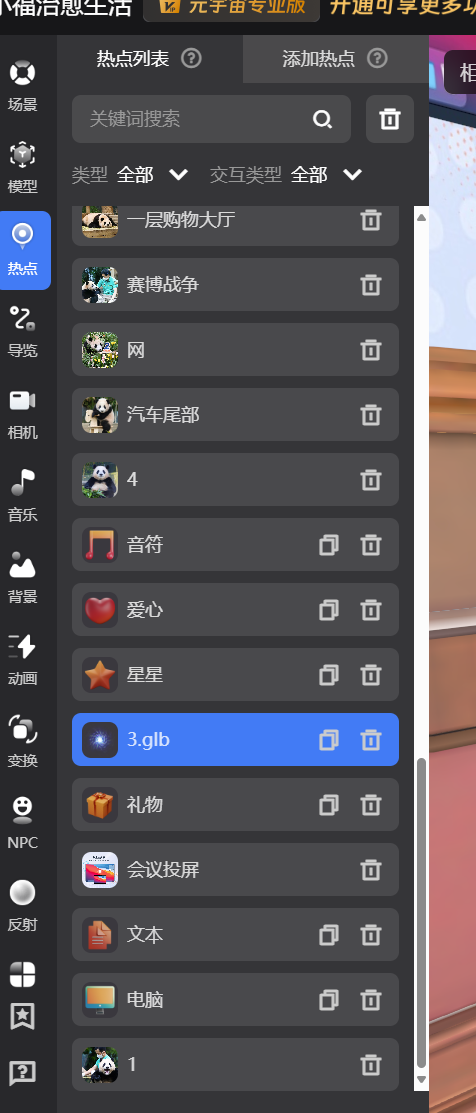 小福治愈生活 元宇宙专业版 开通可享更多功
热点列表 添加热点
场景
关键词搜索
类型 全部 交互类型 全部
模型
一层购物大厅
热点
赛博战争
导览
网
相机
汽车尾部
4
音乐
音符
背景
爱心
动画
星星
变换
3.glb
礼物
NPC
会议投屏
反射
文本
电脑
1
相